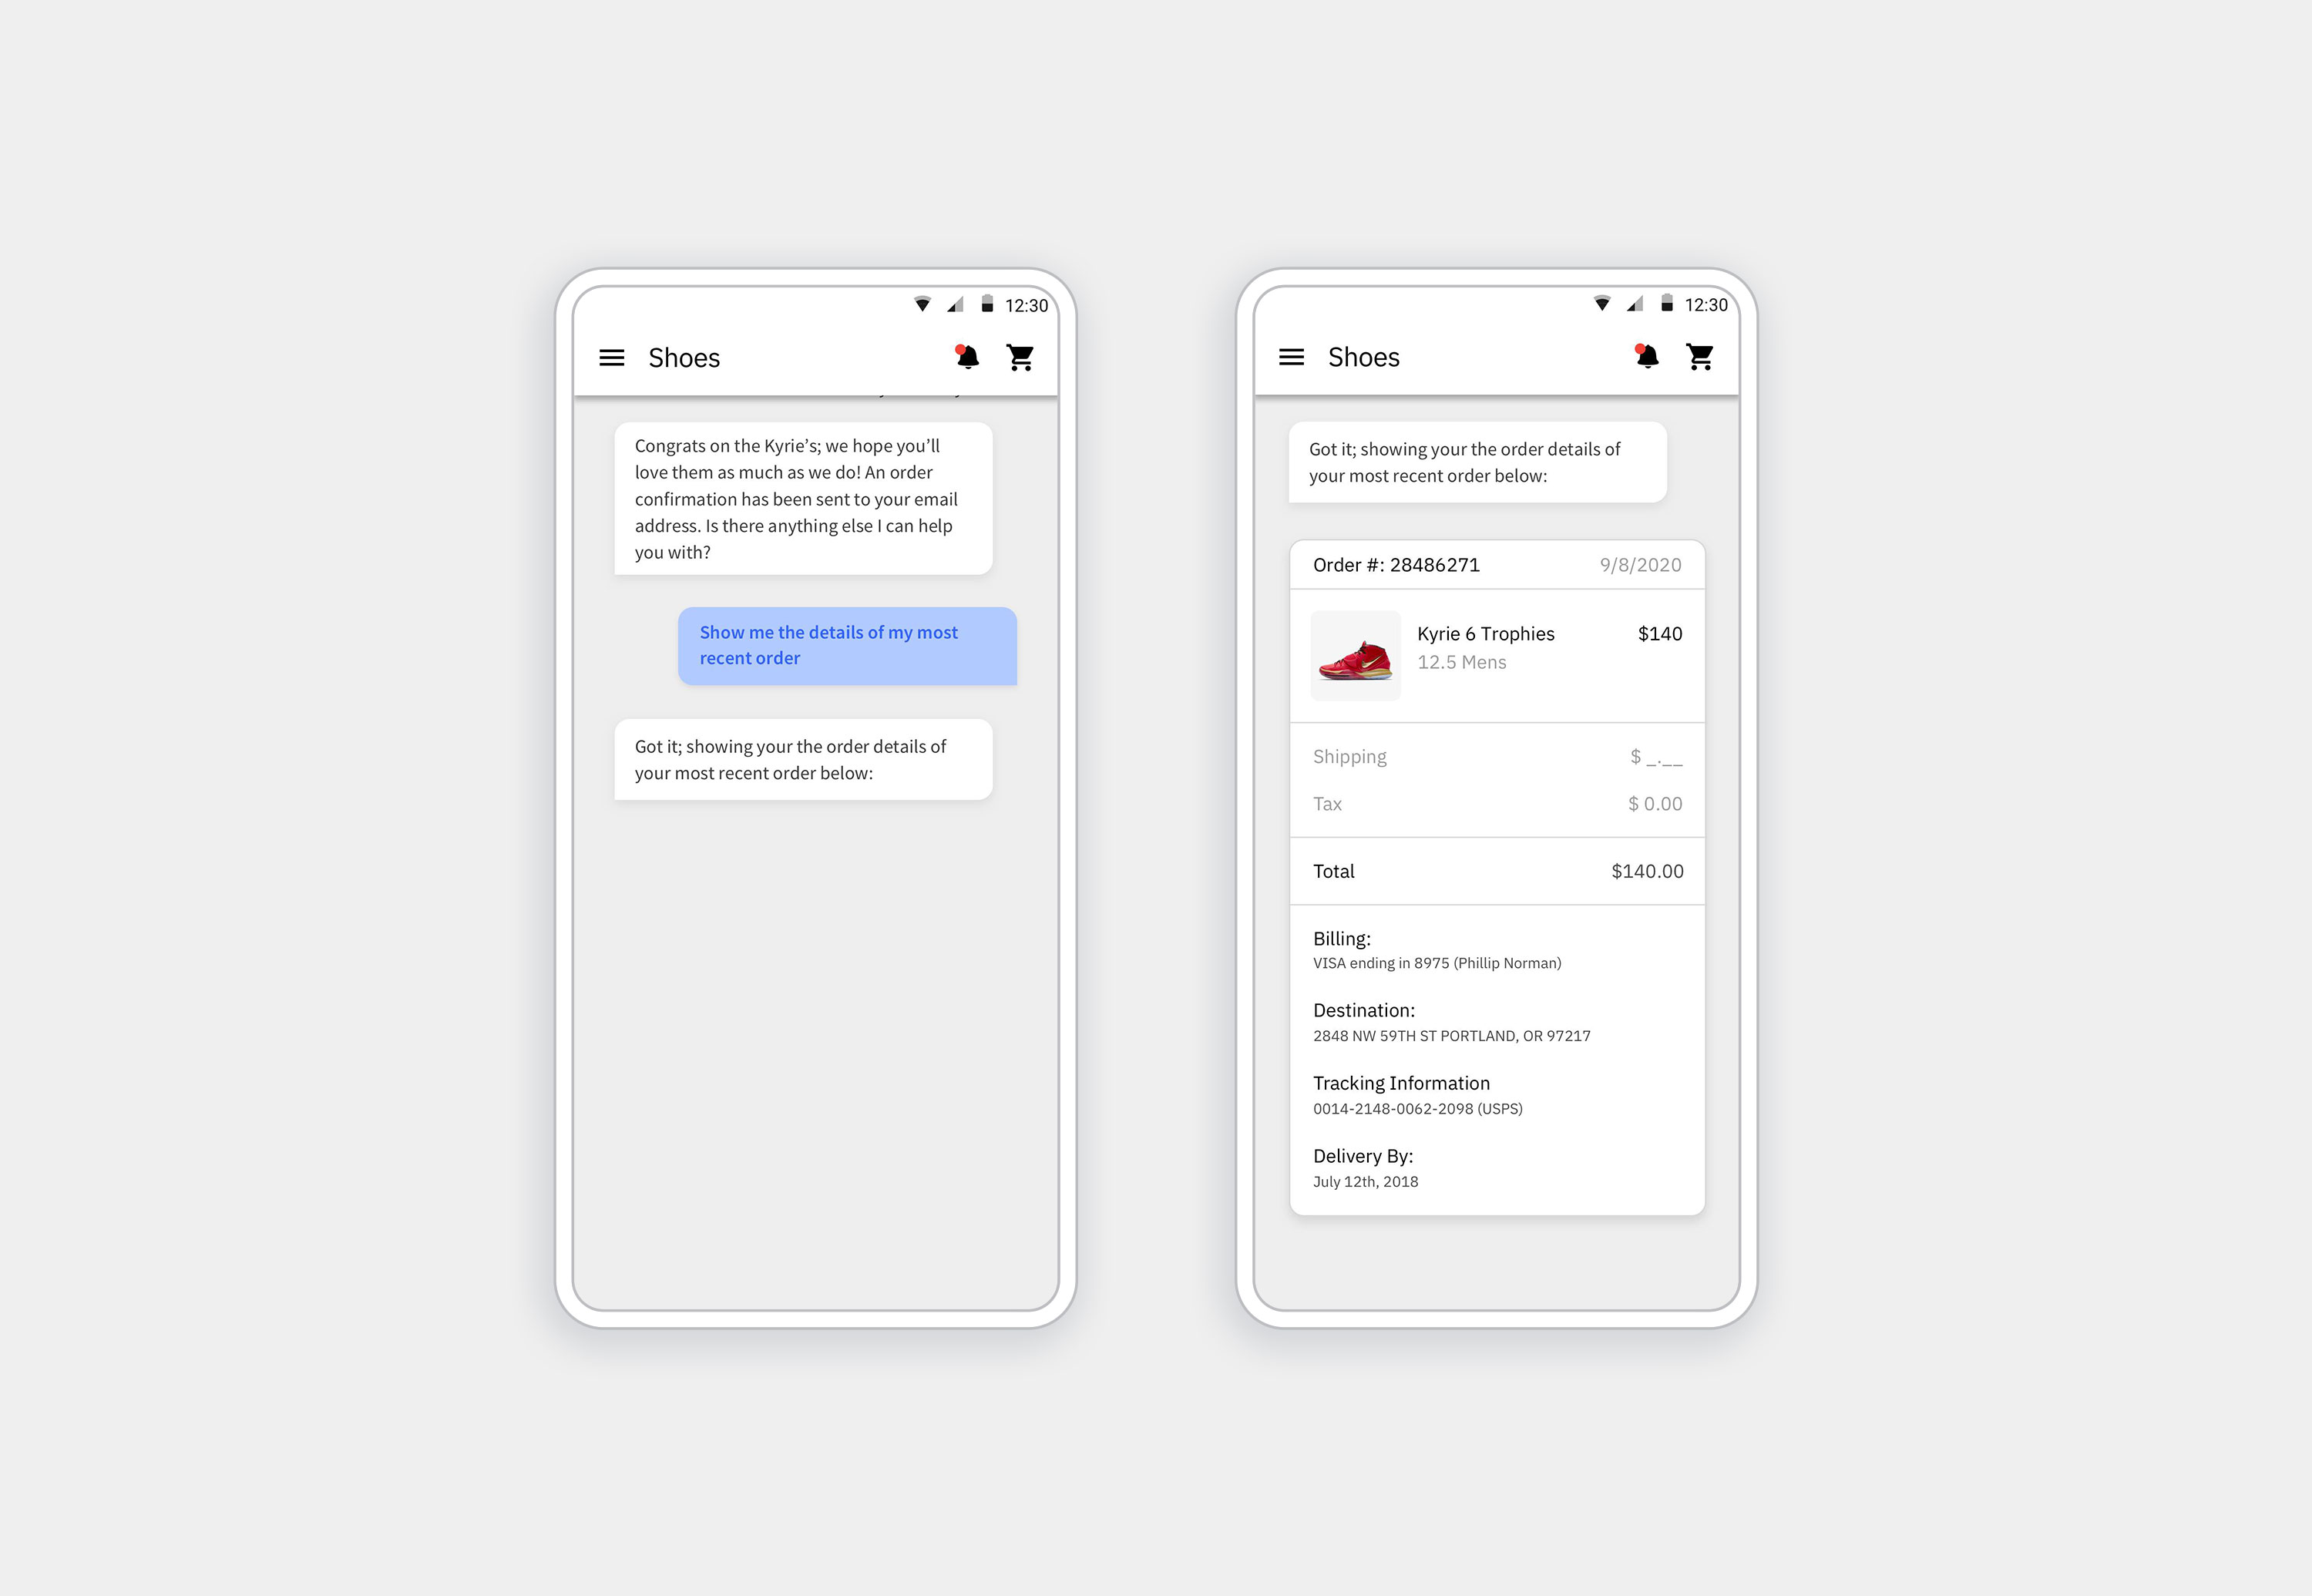 12:30
Shoes
Congrats on the Kyrie’s; we hope you’ll
love them as much as we do! An order
confirmation has been sent to your email
address. Is there anything else I can help
you with?
Show me the details of my most
recent order
Got it; showing your the order details of
your most recent order below:
12:30
Shoes
Got it; showing your the order details of
your most recent order below:
Order #: 28486271 9/8/2020
Kyrie 6 Trophies $140
12.5 Mens
Shipping $ _.__
Tax $ 0.00
Total $140.00
Billing:
VISA ending in 8975 (Phillip Norman)
Destination:
2848 NW 59TH ST PORTLAND, OR 97217
Tracking Information
0014-2148-0062-2098 (USPS)
Delivery By:
July 12th, 2018